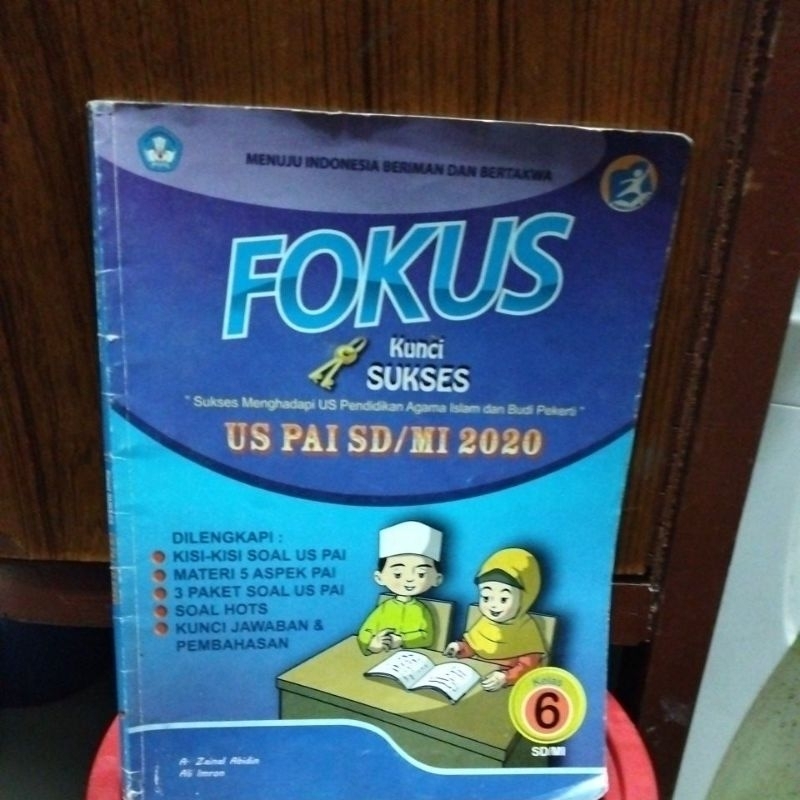 MENUJU INDONESIA BERIMAN DAN BERTAKWA
FOKUS
Kunci
SUKSES
" Sukses Menghadapi US Pendidikan Agama Islam dan Budi Pekerti "
US PAI SD/MI 2020
DILENGKAPI :
KISI-KISI SOAL US PAI
MATERI 5 ASPEK PAI
3 PAKET SOAL US PAI
SOAL HOTS
KUNCI JAWABAN &
PEMBAHASAN
Kelas
6
SD/MI
A. Zainal Abidin
Ali Imron